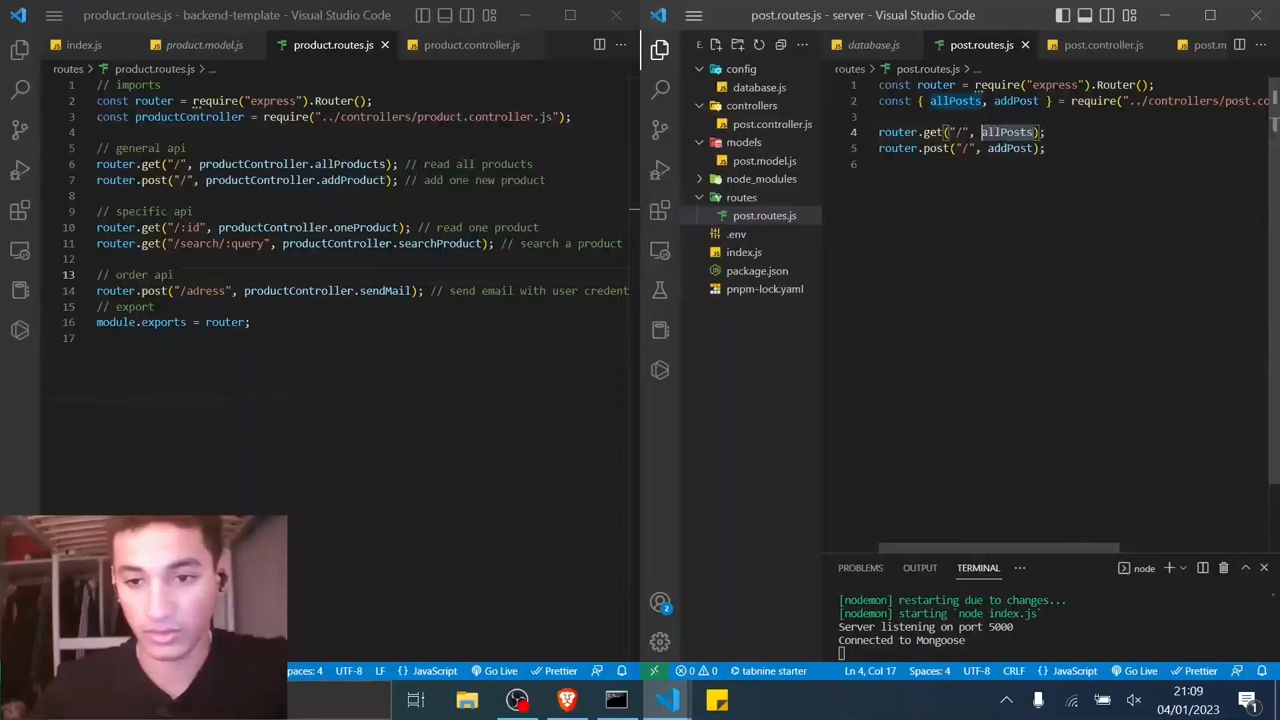 product.routes.js - backend-template - Visual Studio Code
index.js
product.model.js
product.routes.js
product.controller.js
routes > product.routes.js > ...
1 // imports
2 const router = require("express").Router();
3 const productController = require("../controllers/product.controller.js");
4
5 // general api
6 router.get("/", productController.allProducts); // read all products
7 router.post("/", productController.addProduct); // add one new product
8
9 // specific api
10 router.get("/:id", productController.oneProduct); // read one product
11 router.get("/search/:query", productController.searchProduct); // search a product
12
13 // order api
14 router.post("/adress", productController.sendMail); // send email with user credent
15 // export
16 module.exports = router;
17
Spaces: 4 UTF-8 LF {} JavaScript Go Live Prettier
post.routes.js - server - Visual Studio Code
E.
config
database.js
controllers
post.controller.js
models
post.model.js
node_modules
routes
post.routes.js
.env
index.js
package.json
pnpm-lock.yaml
database.js
post.routes.js
post.controller.js
post.m
routes > post.routes.js > ...
1 const router = require("express").Router();
2 const { allPosts, addPost } = require("../controllers/post.co
3
4 router.get("/", allPosts);
5 router.post("/", addPost);
6
PROBLEMS OUTPUT TERMINAL ... node
[nodemon] restarting due to changes...
[nodemon] starting `node index.js`
Server listening on port 5000
Connected to Mongoose
2
0 0 tabnine starter Ln 4, Col 17 Spaces: 4 UTF-8 CRLF {} JavaScript Go Live Prettier
21:09
04/01/2023
1